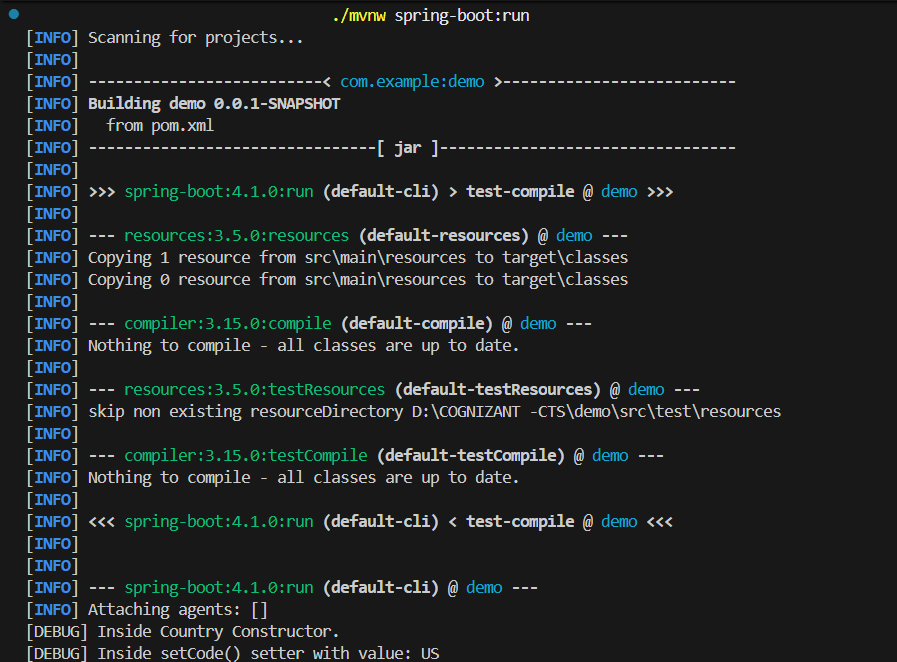 ./mvnw spring-boot:run
[INFO] Scanning for projects...
[INFO]
[INFO] --------------------------< com.example:demo >--------------------------
[INFO] Building demo 0.0.1-SNAPSHOT
[INFO]   from pom.xml
[INFO] --------------------------------[ jar ]---------------------------------
[INFO]
[INFO] >>> spring-boot:4.1.0:run (default-cli) > test-compile @ demo >>>
[INFO]
[INFO] --- resources:3.5.0:resources (default-resources) @ demo ---
[INFO] Copying 1 resource from src\main\resources to target\classes
[INFO] Copying 0 resource from src\main\resources to target\classes
[INFO]
[INFO] --- compiler:3.15.0:compile (default-compile) @ demo ---
[INFO] Nothing to compile - all classes are up to date.
[INFO]
[INFO] --- resources:3.5.0:testResources (default-testResources) @ demo ---
[INFO] skip non existing resourceDirectory D:\COGNIZANT -CTS\demo\src\test\resources
[INFO]
[INFO] --- compiler:3.15.0:testCompile (default-testCompile) @ demo ---
[INFO] Nothing to compile - all classes are up to date.
[INFO]
[INFO] <<< spring-boot:4.1.0:run (default-cli) < test-compile @ demo <<<
[INFO]
[INFO]
[INFO] --- spring-boot:4.1.0:run (default-cli) @ demo ---
[INFO] Attaching agents: []
[DEBUG] Inside Country Constructor.
[DEBUG] Inside setCode() setter with value: US